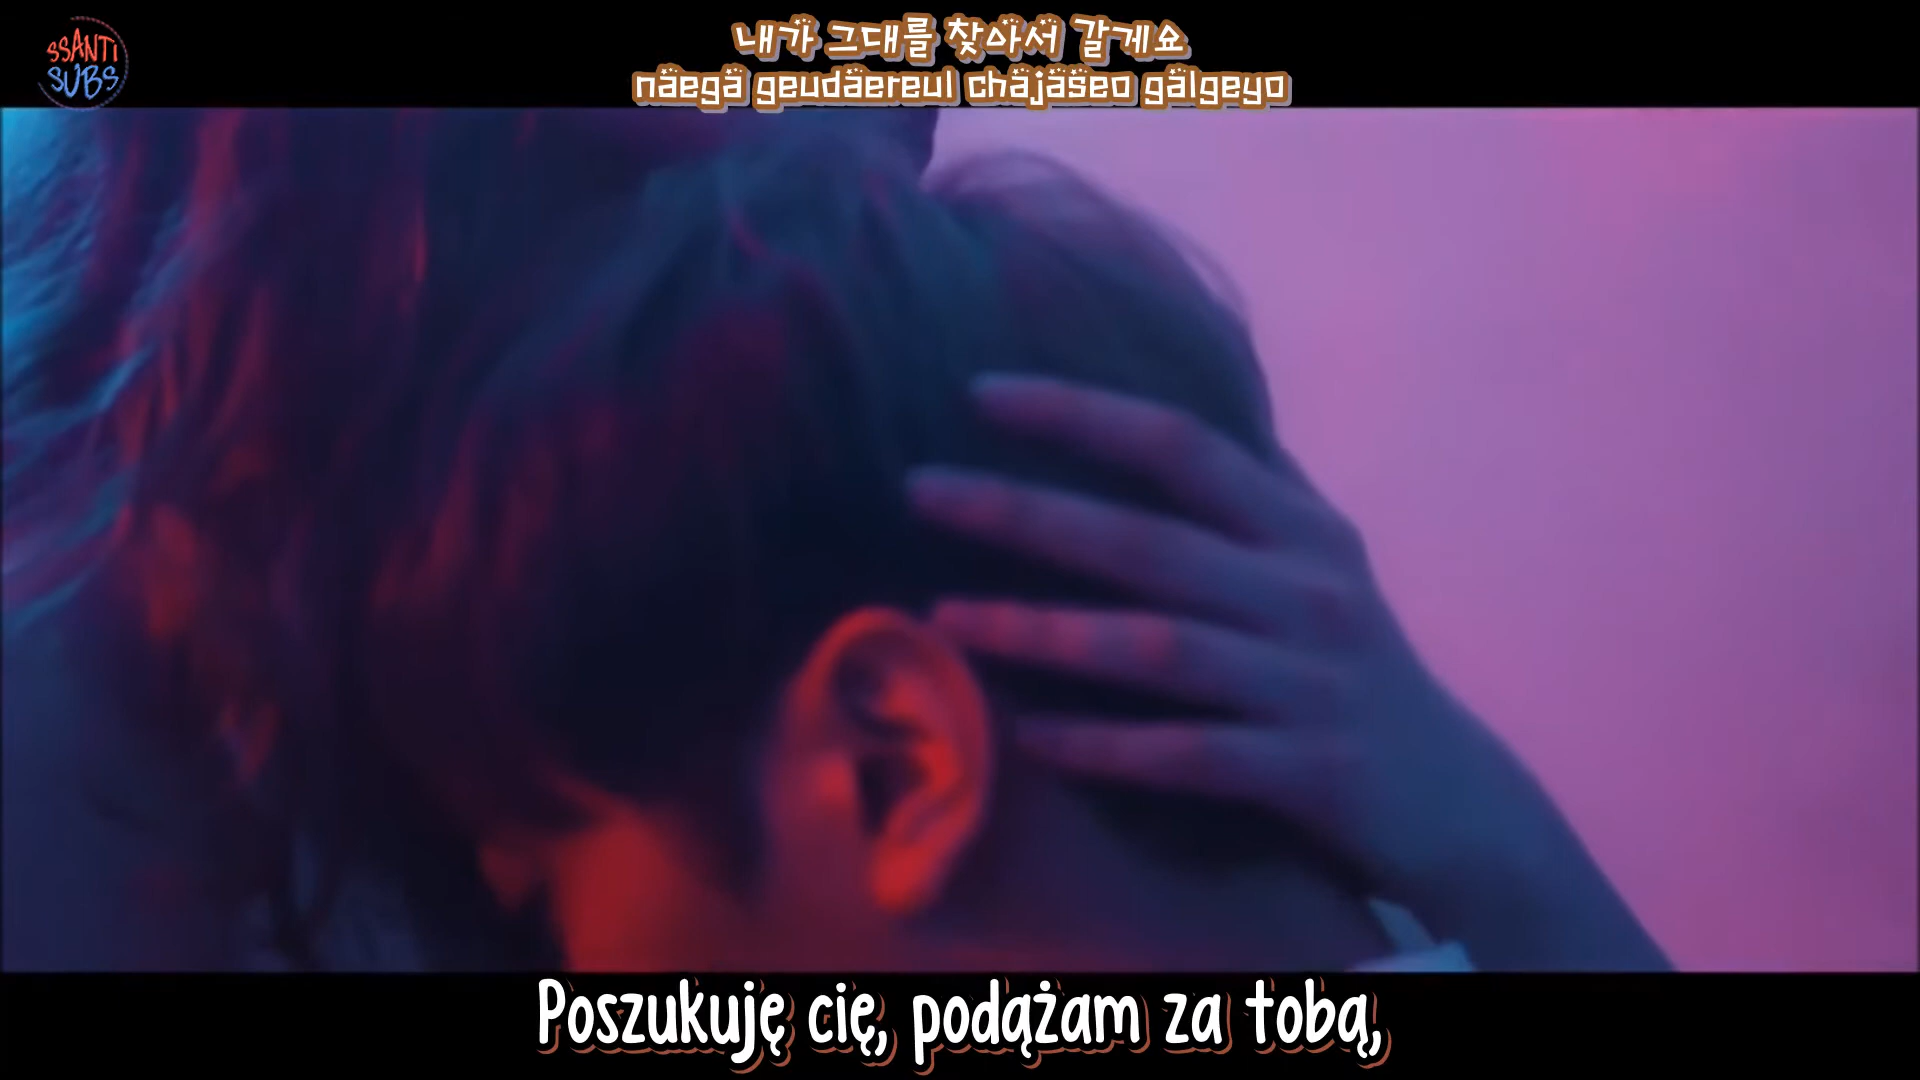 SSANTI
SUBS
내가 그대를 찾아서 갈게요
naega geudaereul chajaseo galgeyo
Poszukuję cię, podążam za tobą,